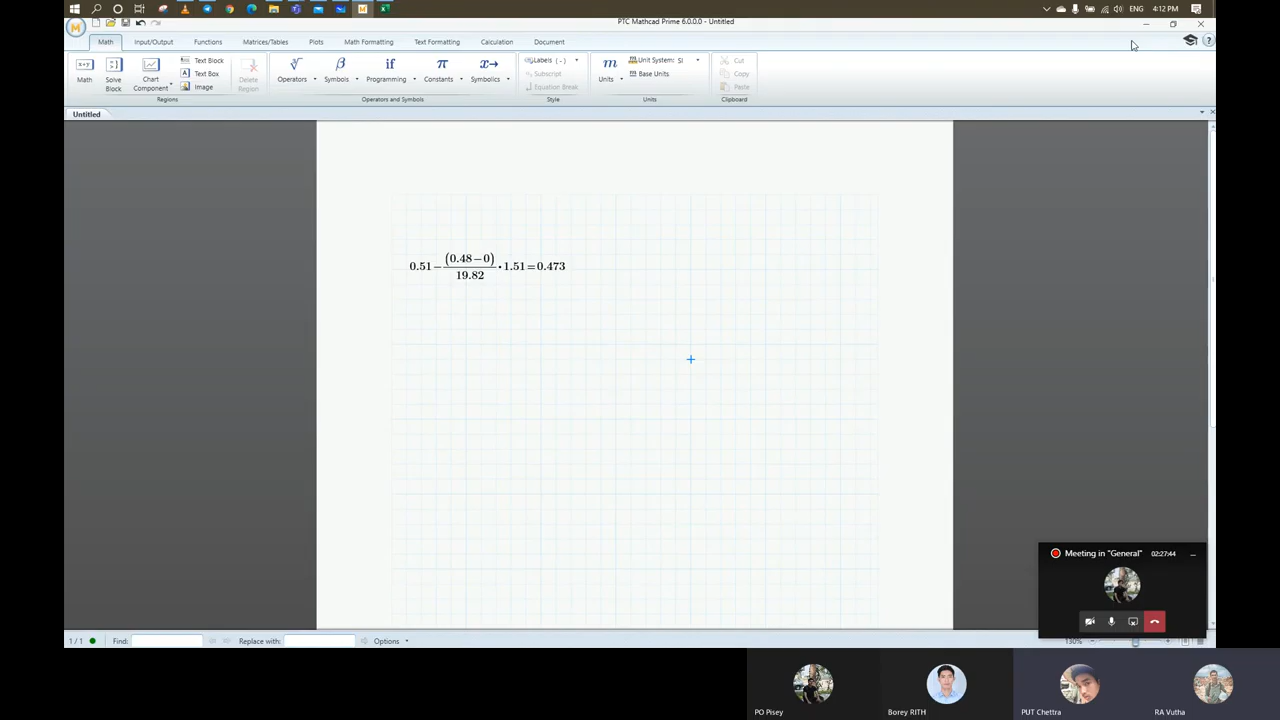 ENG 4:12 PM
PTC Mathcad Prime 6.0.0.0 - Untitled
Math Input/Output Functions Matrices/Tables Plots Math Formatting Text Formatting Calculation Document
Math
Solve Block
Chart Component
Text Block
Text Box
Image
Delete Region
Operators
Symbols
Programming
Constants
Symbolics
Labels (-)
Subscript
Equation Break
Units
Unit System: SI
Base Units
Cut
Copy
Paste
Regions Operators and Symbols Style Units Clipboard
Untitled
0.51 − (0.48 − 0)/19.82 · 1.51 = 0.473
Meeting in "General" 02:27:44
1 / 1 Find: Replace with: Options 130%
PO Pisey Borey RITH PUT Chettra RA Vutha